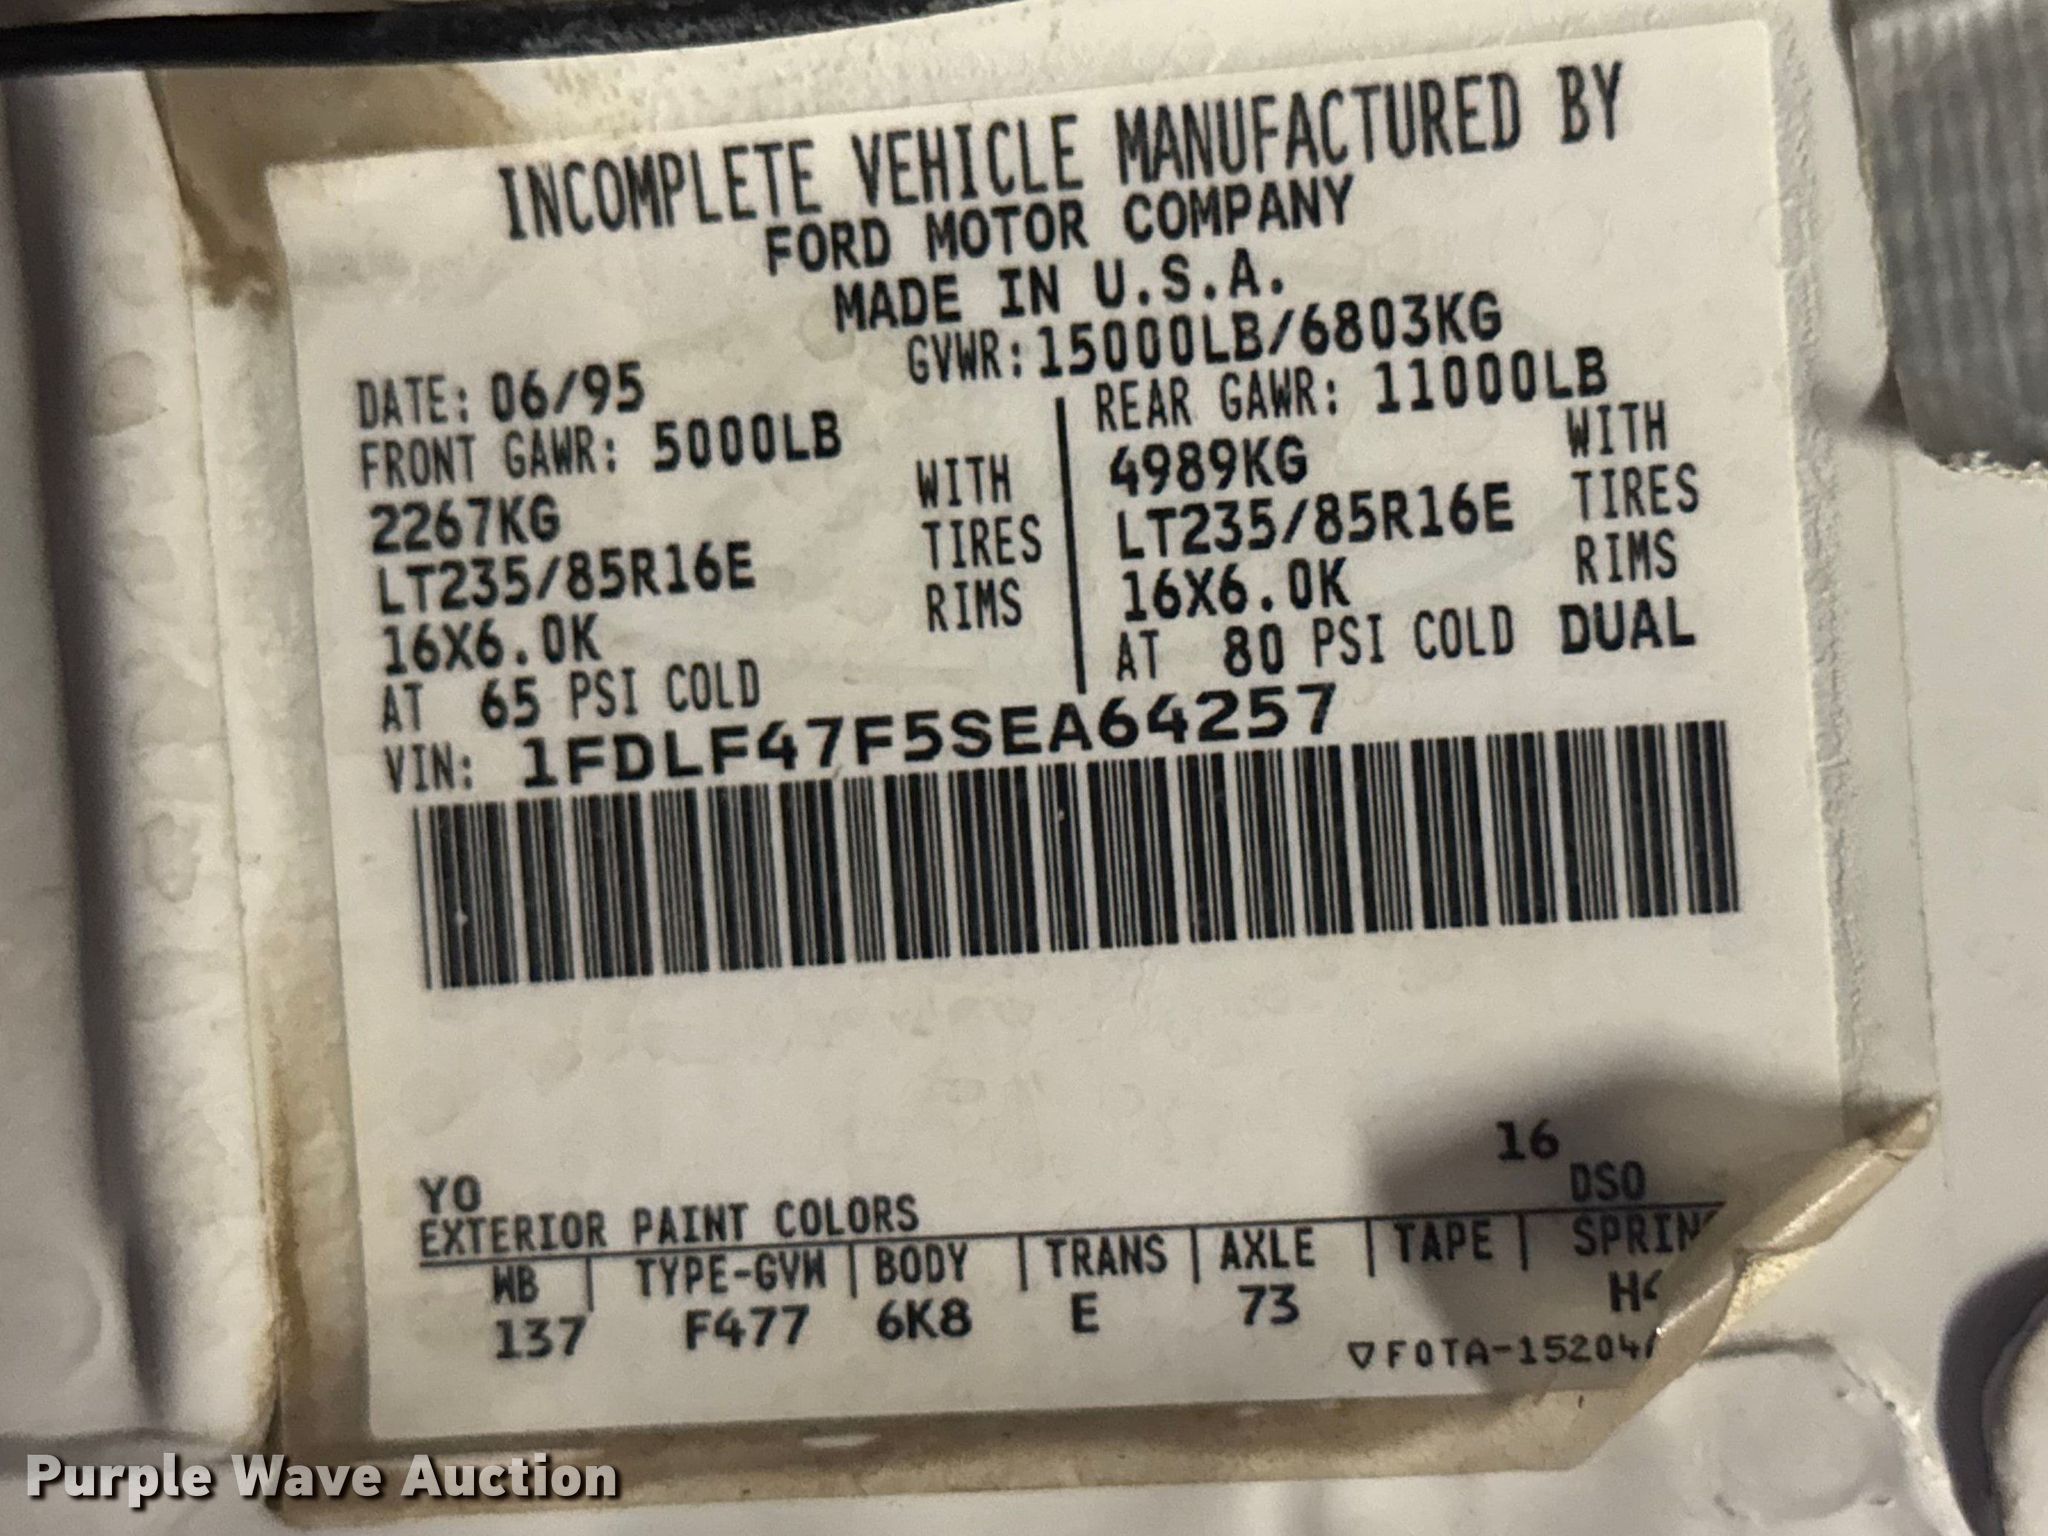 INCOMPLETE VEHICLE MANUFACTURED BY
FORD MOTOR COMPANY
MADE IN U.S.A.
DATE: 06/95 GVWR: 15000LB/6803KG
FRONT GAWR: 5000LB
2267KG WITH
LT235/85R16E TIRES
16X6.0K RIMS
AT 65 PSI COLD
REAR GAWR: 11000LB
4989KG WITH
LT235/85R16E TIRES
16X6.0K RIMS
AT 80 PSI COLD DUAL
VIN: 1FDLF47F5SEA64257
YO 16
EXTERIOR PAINT COLORS DSO
WB | TYPE-GVW | BODY | TRANS | AXLE | TAPE |
137 F477 6K8 E 73
Purple Wave Auction